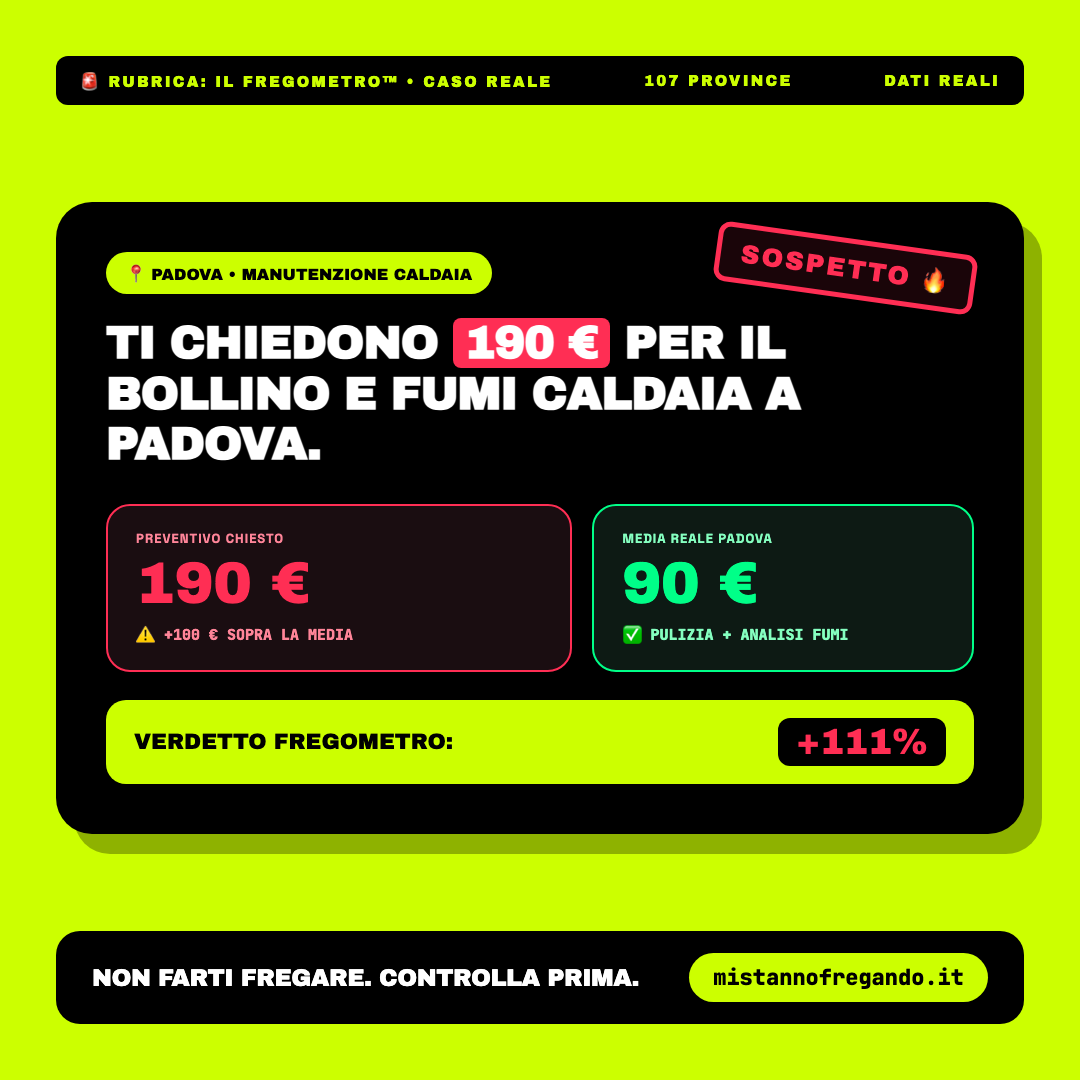 🚨 RUBRICA: IL FREGOMETRO™ • CASO REALE
107 PROVINCE
DATI REALI
SOSPETTO 🔥
📍 PADOVA • MANUTENZIONE CALDAIA
TI CHIEDONO 190 € PER IL
BOLLINO E FUMI CALDAIA A
PADOVA.
PREVENTIVO CHIESTO
190 €
⚠️ +100 € SOPRA LA MEDIA
MEDIA REALE PADOVA
90 €
✅ PULIZIA + ANALISI FUMI
VERDETTO FREGOMETRO:
+111%
NON FARTI FREGARE. CONTROLLA PRIMA.
mistannofregando.it